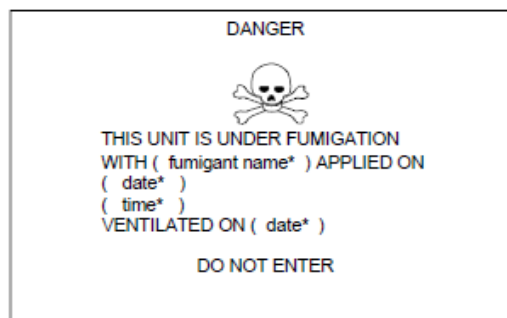 DANGER
THIS UNIT IS UNDER FUMIGATION
WITH ( fumigant name* ) APPLIED ON
( date* )
( time* )
VENTILATED ON ( date* )
DO NOT ENTER